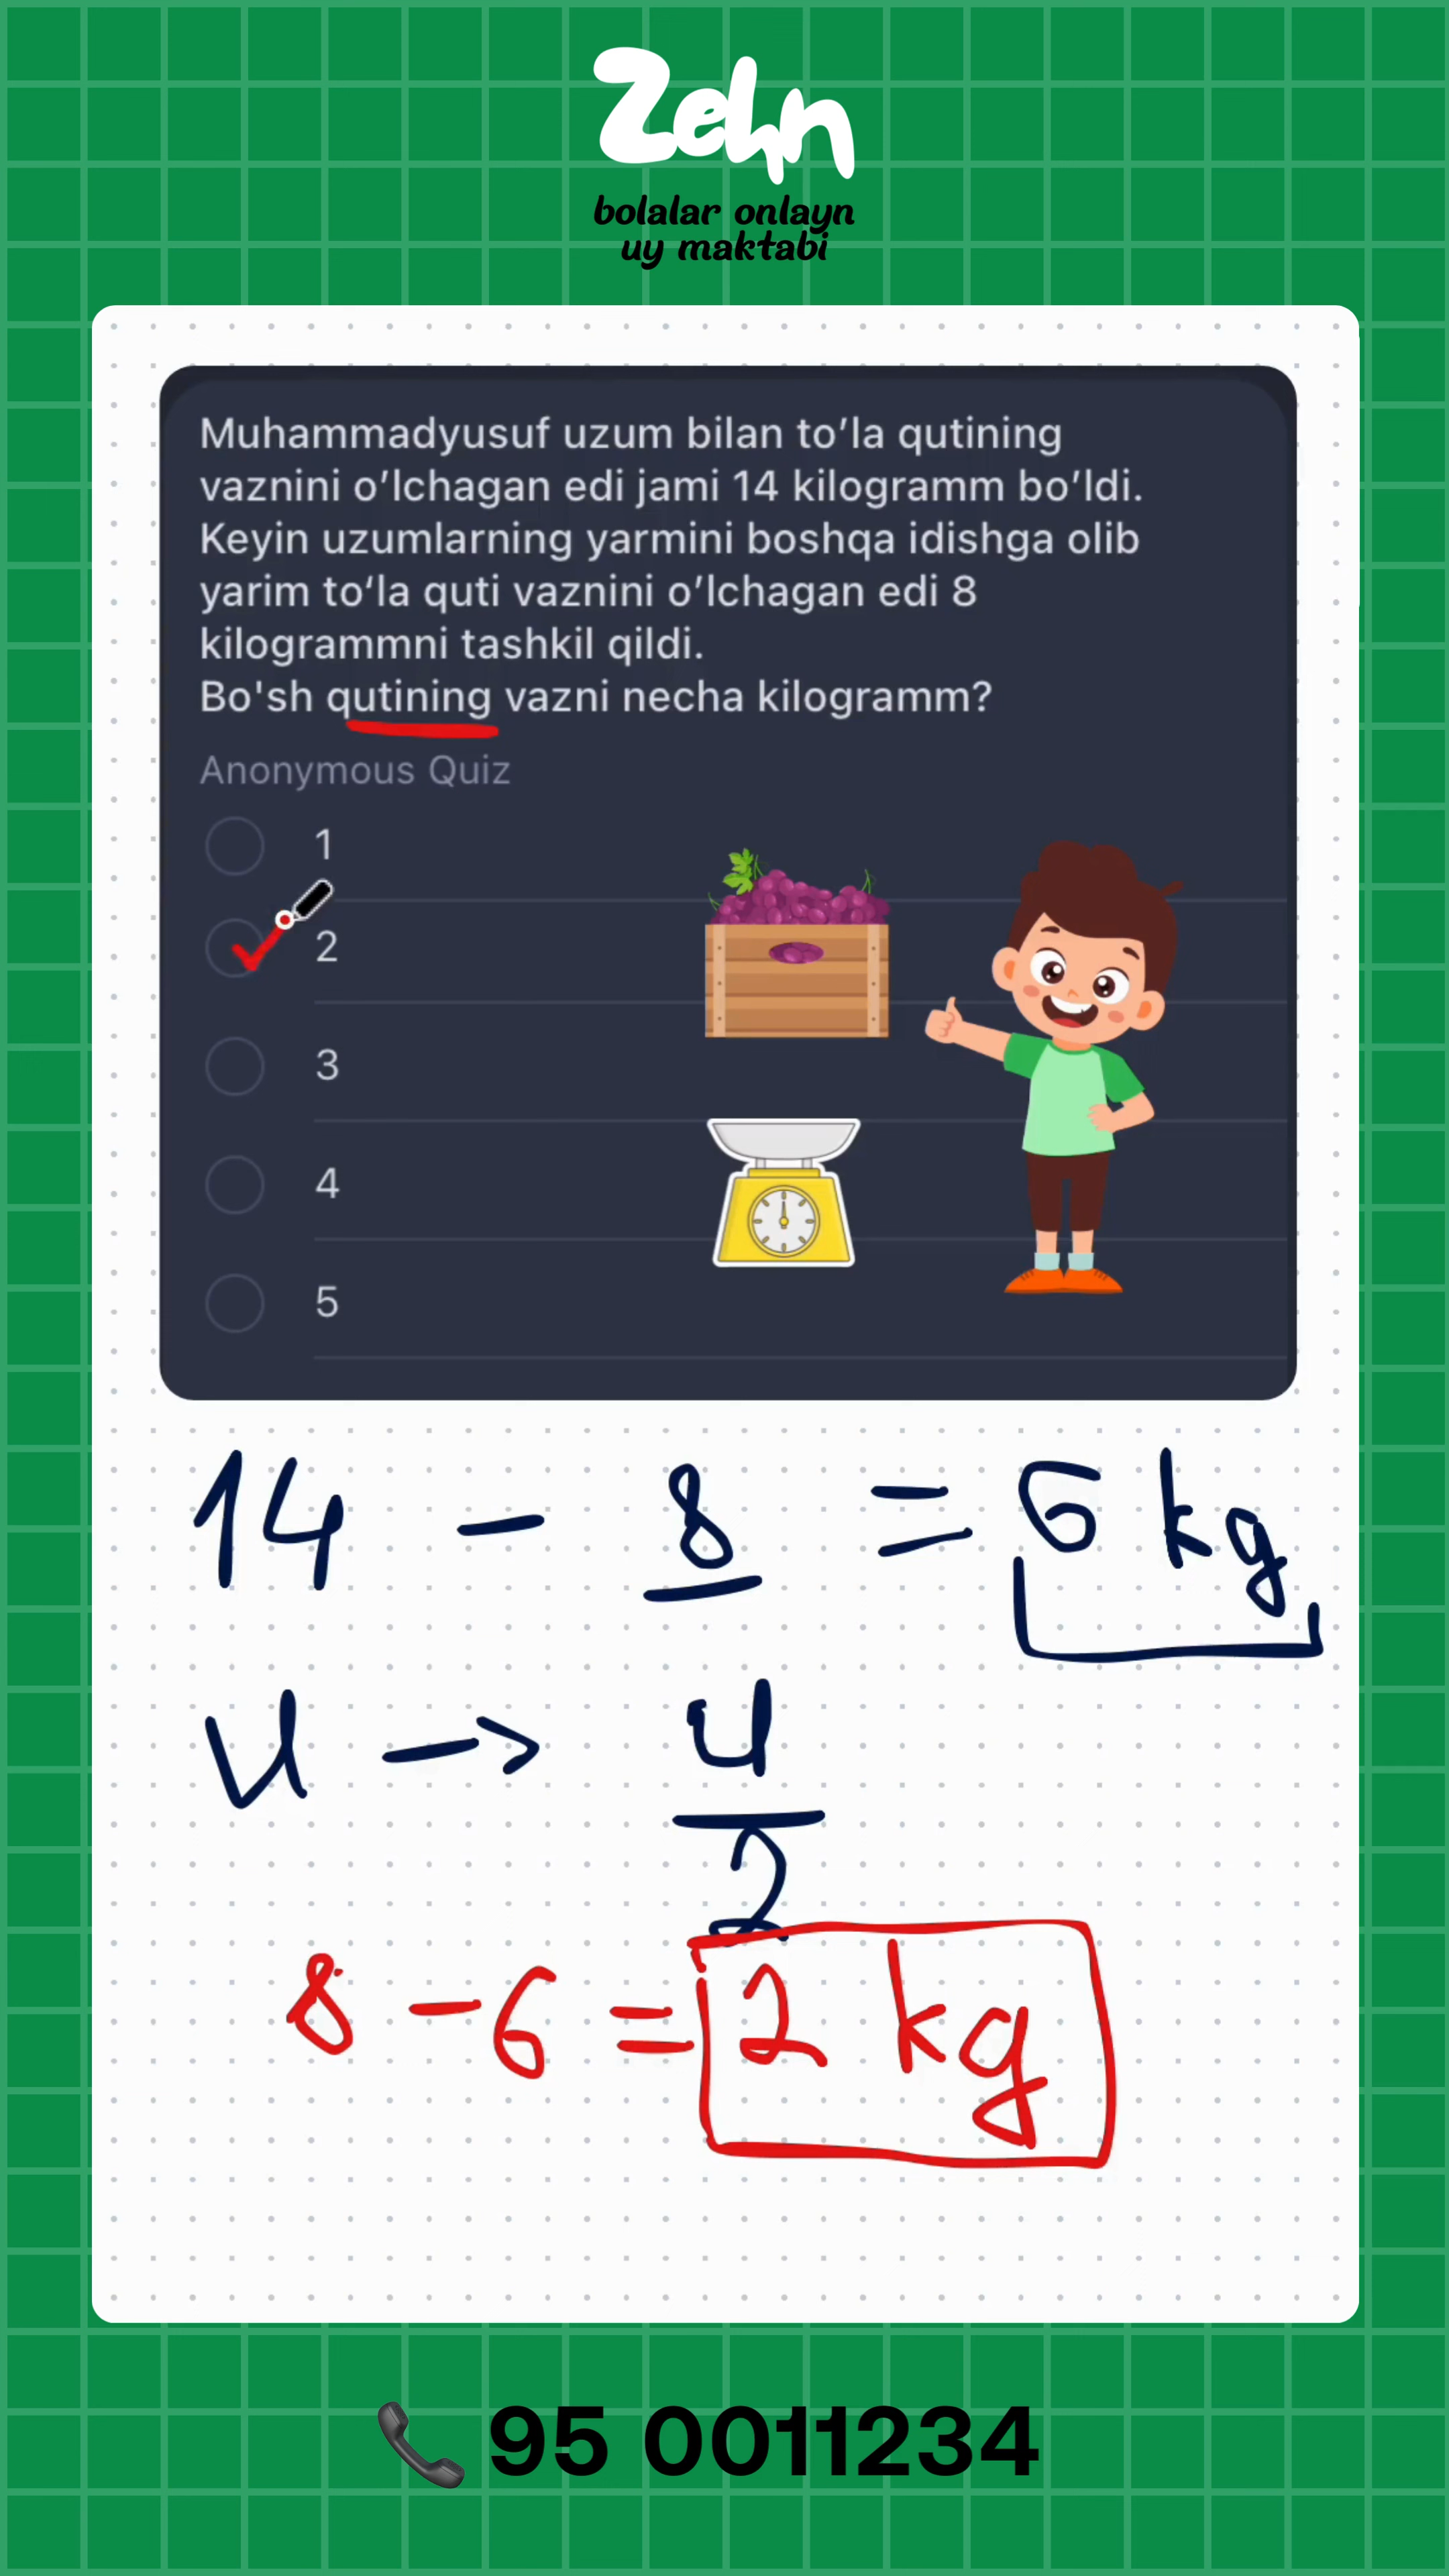 Zehn
bolalar onlayn
uy maktabi
Muhammadyusuf uzum bilan to’la qutining
vaznini o’lchagan edi jami 14 kilogramm bo’ldi.
Keyin uzumlarning yarmini boshqa idishga olib
yarim to‘la quti vaznini o’lchagan edi 8
kilogrammni tashkil qildi.
Bo'sh qutining vazni necha kilogramm?
Anonymous Quiz
1
2
3
4
5
14 - 8 = 6 kg
u → u/2
8 - 6 = 2 kg
95 0011234